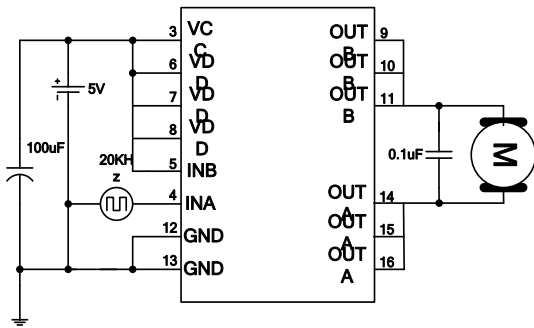 3 VC
C
6 VD
D
7 VD
D
8 VD
D
5 INB
4 INA
12 GND
13 GND
OUT 9
B
OUT 10
B
OUT 11
B
OUT 14
A
OUT 15
A
OUT 16
A
+
-
5V
100uF
20KH
z
0.1uF
M